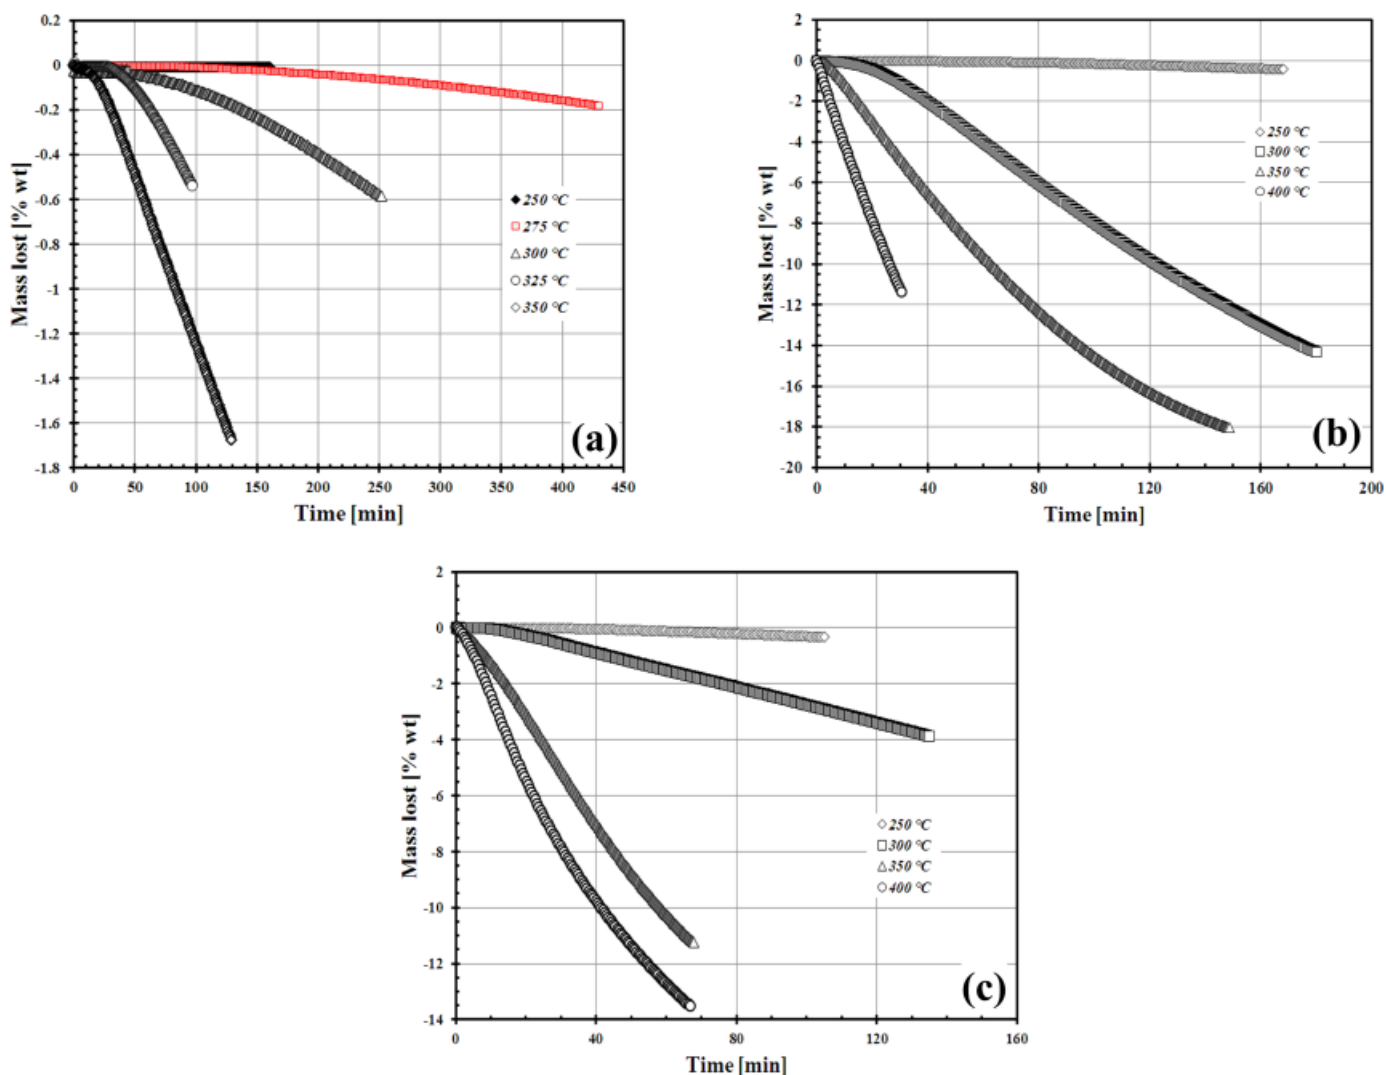 0.2
0
-0.2
-0.4
-0.6
-0.8
-1
-1.2
-1.4
-1.6
-1.8
Mass lost [% wt]
0 50 100 150 200 250 300 350 400 450
Time [min]
250 °C
275 °C
300 °C
325 °C
350 °C
(a)
2
0
-2
-4
-6
-8
-10
-12
-14
-16
-18
-20
Mass lost [% wt]
0 40 80 120 160 200
Time [min]
250 °C
300 °C
350 °C
400 °C
(b)
2
0
-2
-4
-6
-8
-10
-12
-14
Mass lost [% wt]
0 40 80 120 160
Time [min]
250 °C
300 °C
350 °C
400 °C
(c)